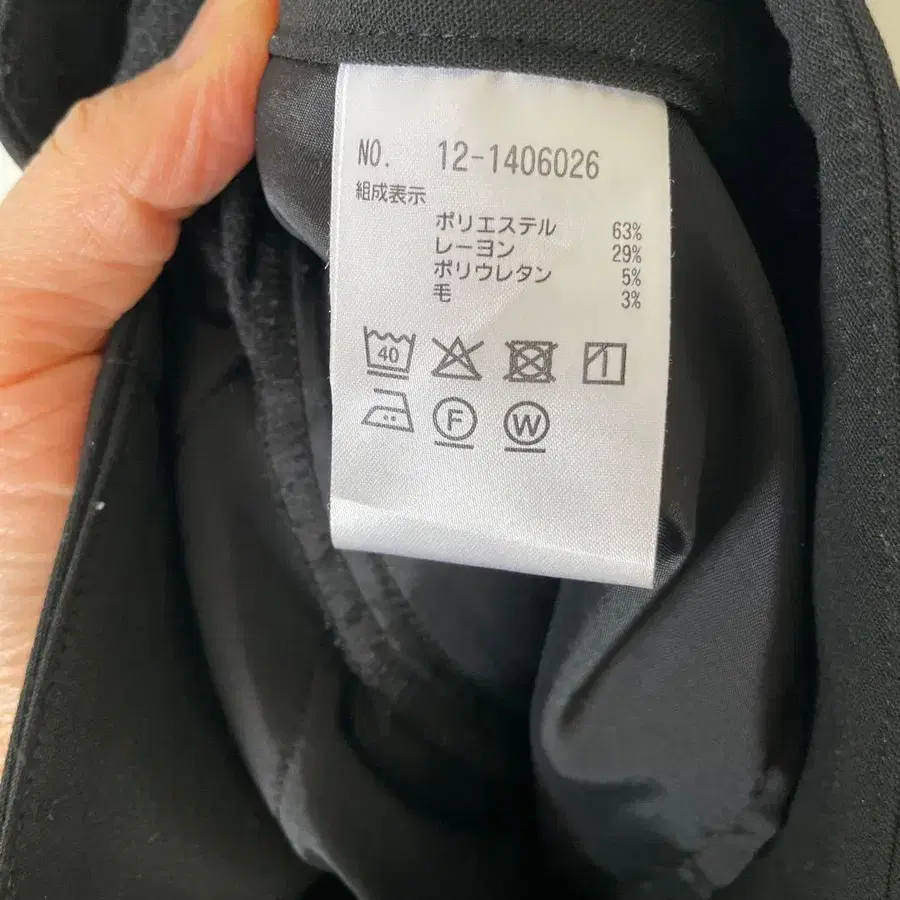 NO. 12-1406026
組成表示
ポリエステル 63%
レーヨン 29%
ポリウレタン 5%
毛 3%
40
F W